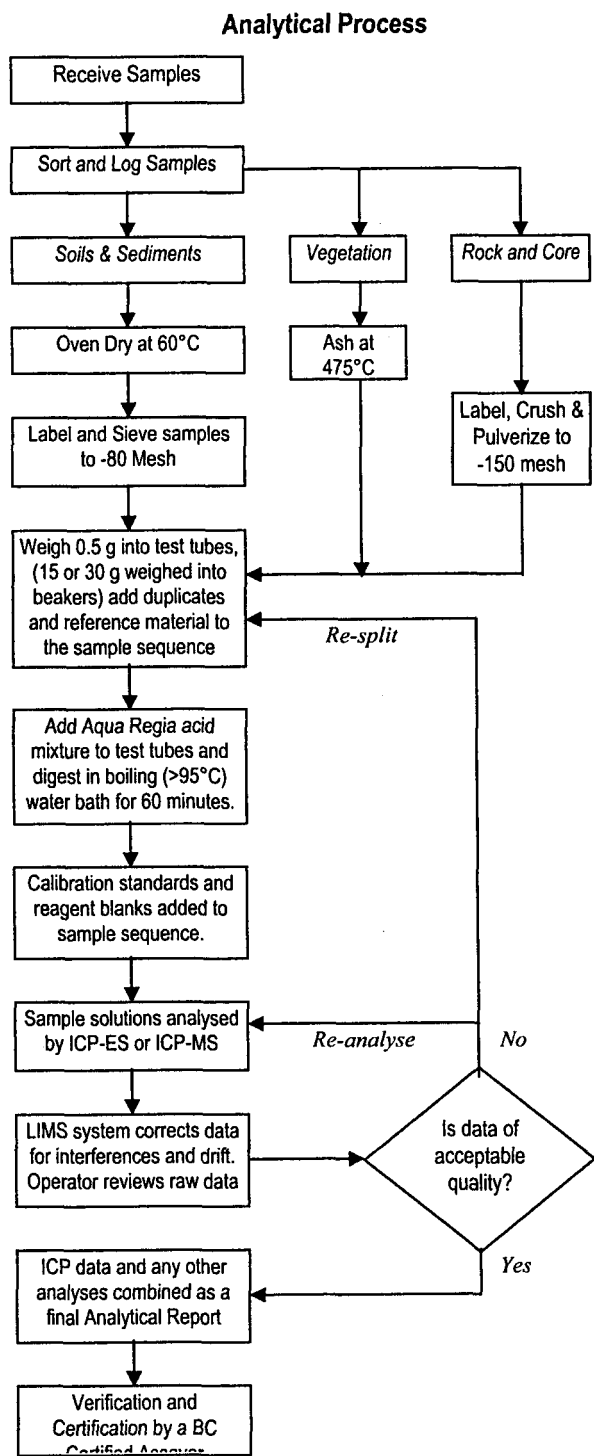 Analytical Process
Receive Samples
Sort and Log Samples
Soils & Sediments
Vegetation
Rock and Core
Oven Dry at 60°C
Ash at
475°C
Label and Sieve samples
to -80 Mesh
Label, Crush &
Pulverize to
-150 mesh
Weigh 0.5 g into test tubes,
(15 or 30 g weighed into
beakers) add duplicates
and reference material to
the sample sequence
Re-split
Add Aqua Regia acid
mixture to test tubes and
digest in boiling (>95°C)
water bath for 60 minutes.
Calibration standards and
reagent blanks added to
sample sequence.
Sample solutions analysed
by ICP-ES or ICP-MS
Re-analyse
No
LIMS system corrects data
for interferences and drift.
Operator reviews raw data
Is data of
acceptable
quality?
Yes
ICP data and any other
analyses combined as a
final Analytical Report
Verification and
Certification by a BC
Certified Assayer